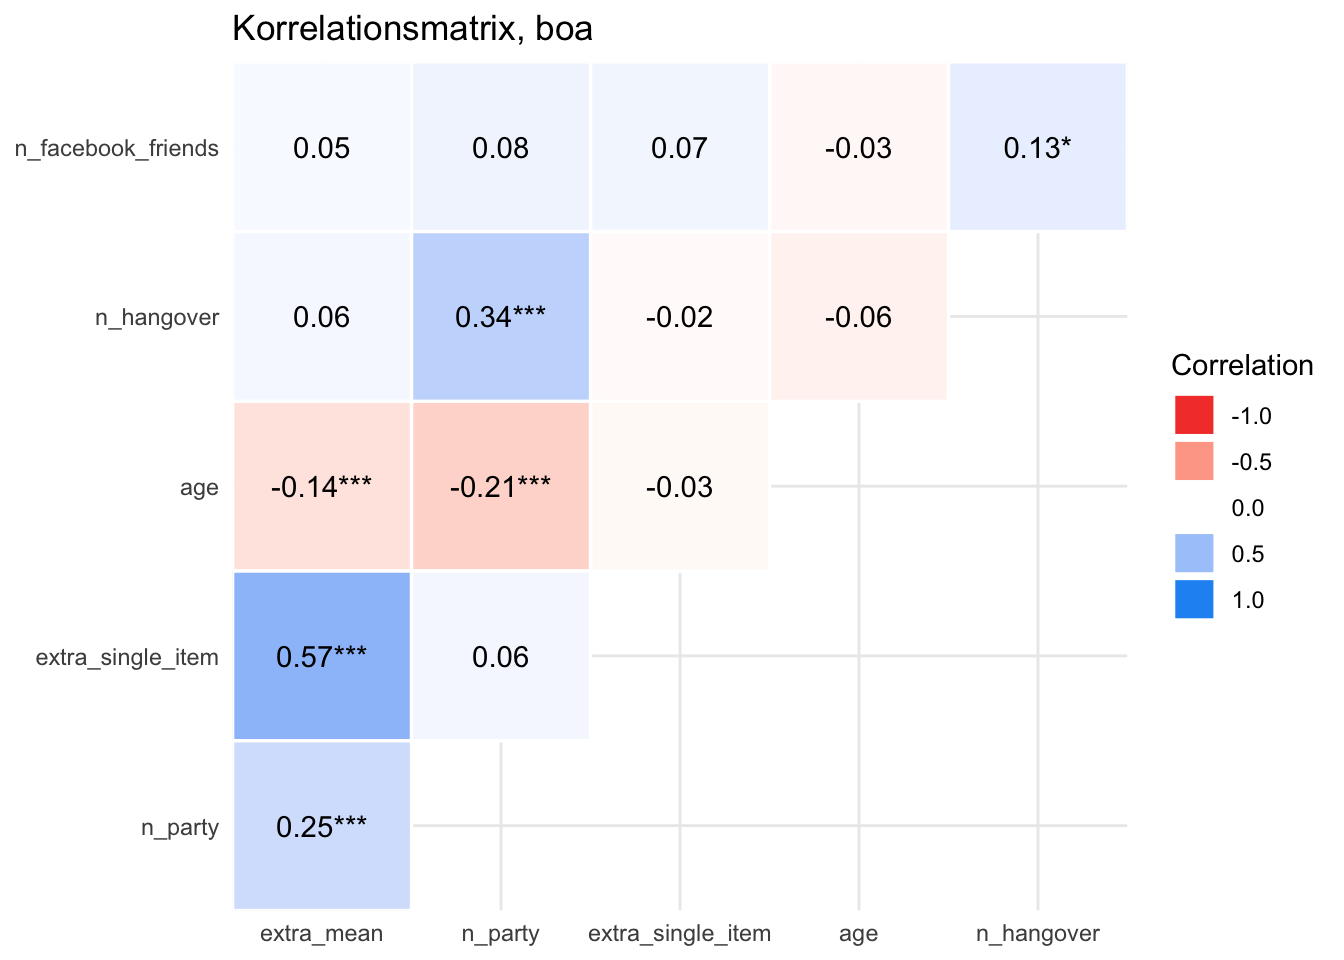 Korrelationsmatrix, boa
n_facebook_friends 0.05 0.08 0.07 -0.03 0.13*
n_hangover 0.06 0.34*** -0.02 -0.06
age -0.14*** -0.21*** -0.03
extra_single_item 0.57*** 0.06
n_party 0.25***
extra_mean n_party extra_single_item age n_hangover
Correlation
-1.0
-0.5
0.0
0.5
1.0